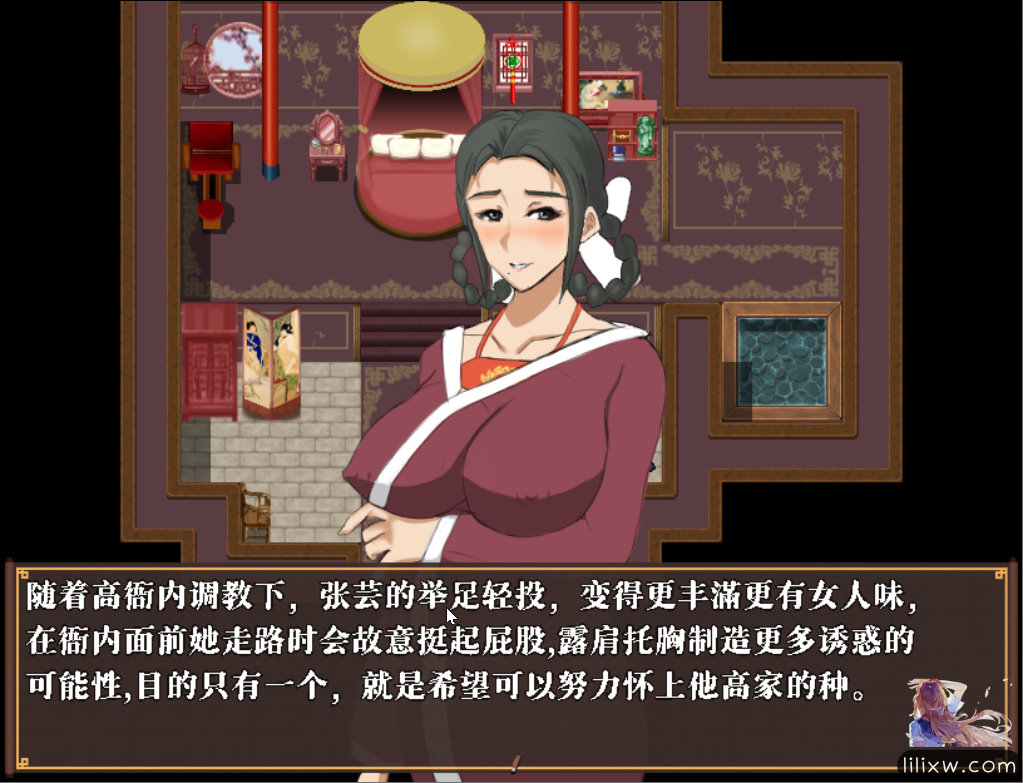 随着高衙内调教下，张芸的举足轻投，变得更丰满更有女人味，
在衙内面前她走路时会故意挺起屁股,露肩托胸制造更多诱惑的
可能性,目的只有一个，就是希望可以努力怀上他高家的种。
lilixw.com